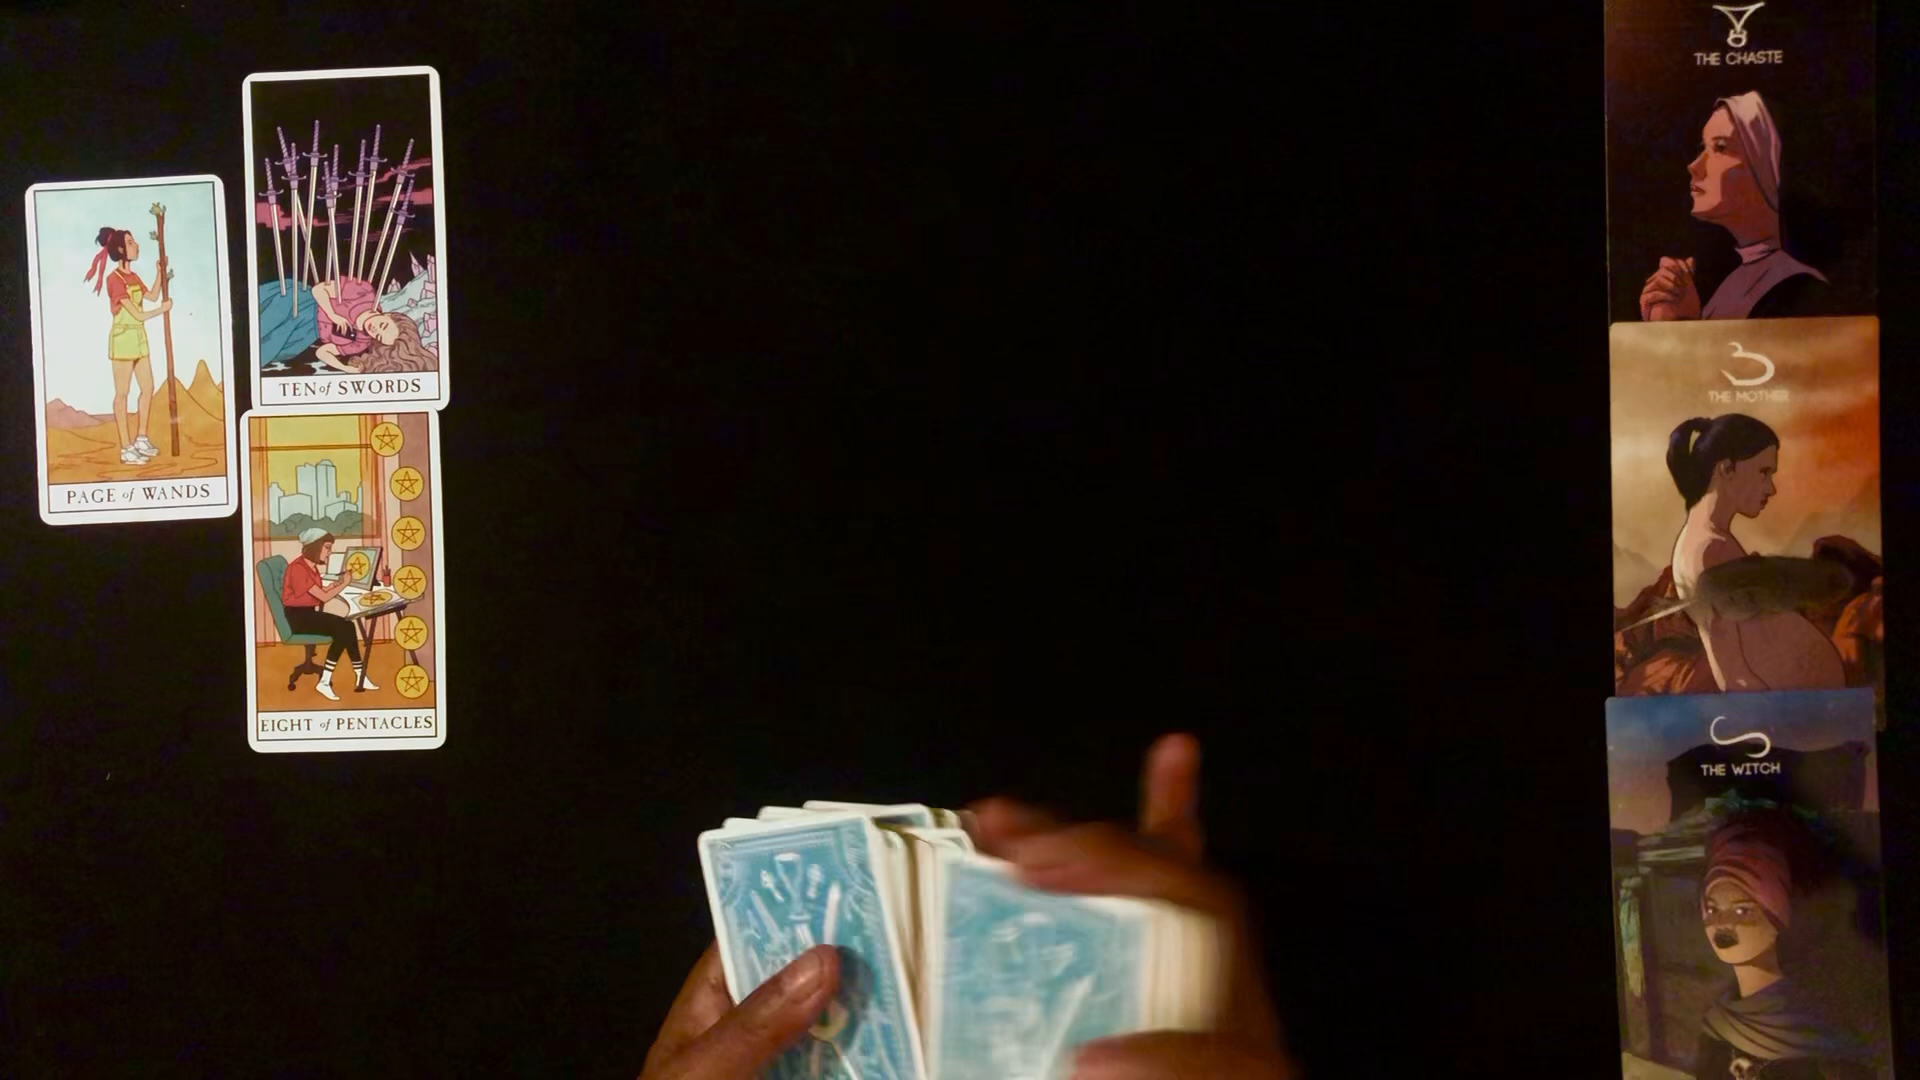 PAGE of WANDS
TEN of SWORDS
EIGHT of PENTACLES
THE CHASTE
THE MOTHER
THE WITCH